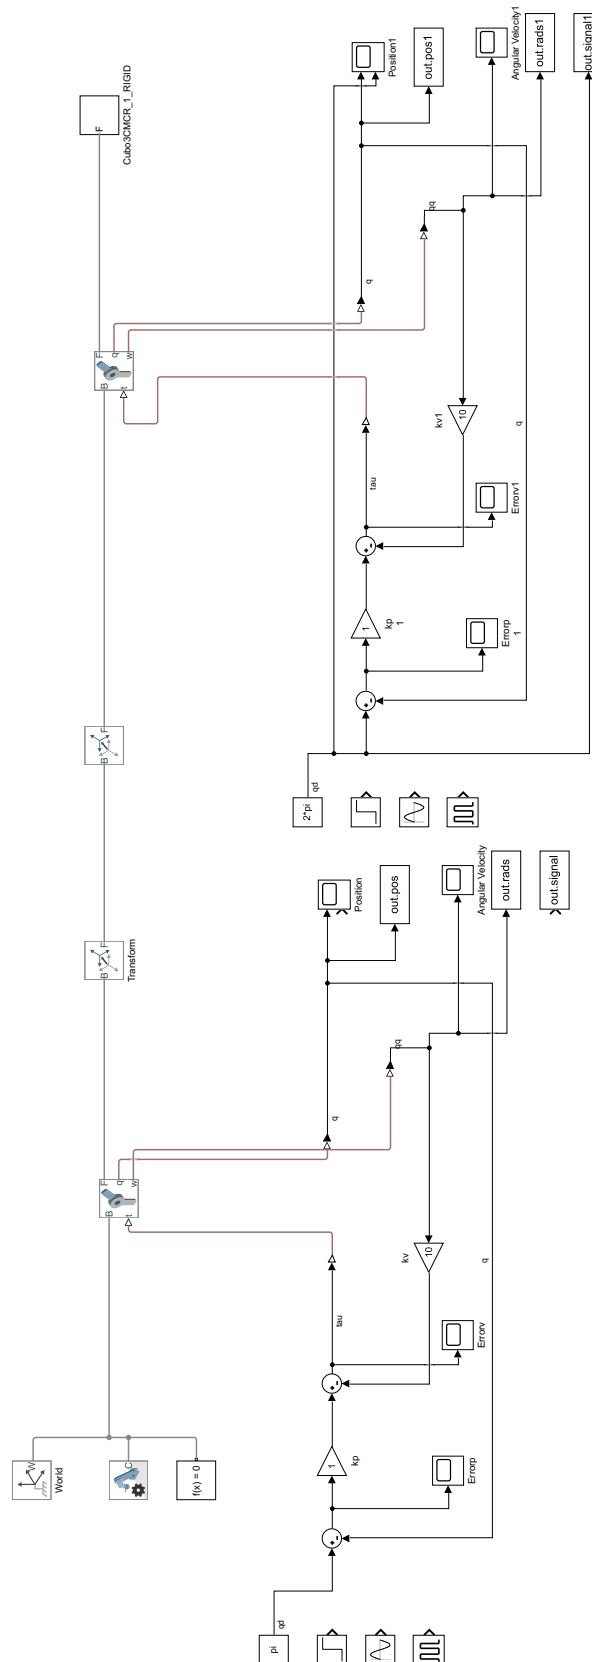 W
World
C
f(x) = 0
B
F
q
w
t
B
F
Transform
B
F
B
F
q
w
t
F
Cubo3CMCR_1_RIGID
pi
qd
+
-
Errorp
1
kp
+
-
Errorv
tau
10
kv
q
q
qq
Position
out.pos
Angular Velocity
out.rads
out.signal
2*pi
qd
+
-
Errorp
1
1
kp
1
+
-
Errorv1
tau
10
kv1
q
q
qq
Position1
out.pos1
Angular Velocity1
out.rads1
out.signal1